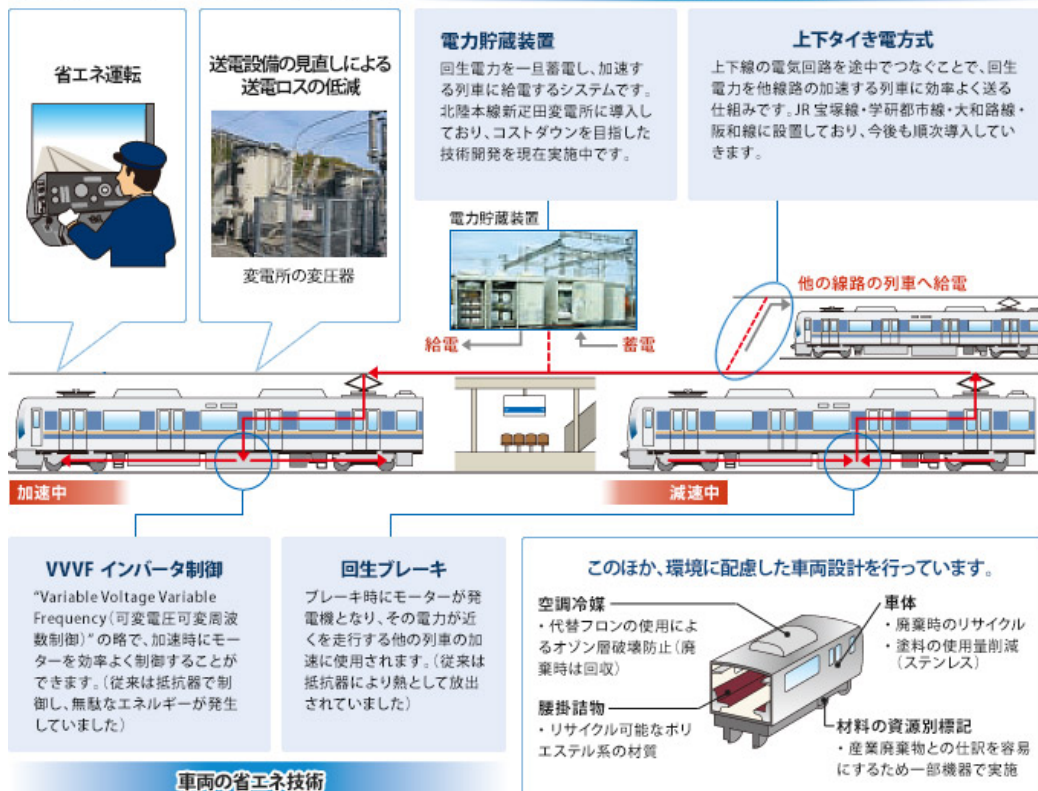 省エネ運転
送電設備の見直しによる
送電ロスの低減
変電所の変圧器
電力貯蔵装置
回生電力を一旦蓄電し、加速す
る列車に給電するシステムです。
北陸本線新疋田変電所に導入し
ており、コストダウンを目指した
技術開発を現在実施中です。
上下タイき電方式
上下線の電気回路を途中でつなぐことで、回生
電力を他線路の加速する列車に効率よく送る
仕組みです。JR 宝塚線・学研都市線・大和路線・
阪和線に設置しており、今後も順次導入してい
きます。
電力貯蔵装置
給電
蓄電
他の線路の列車へ給電
加速中
減速中
VVVF インバータ制御
“Variable Voltage Variable
Frequency（可変電圧可変周波
数制御）”の略で、加速時にモー
ターを効率よく制御することが
できます。（従来は抵抗器で制
御し、無駄なエネルギーが発生
していました）
回生ブレーキ
ブレーキ時にモーターが発
電機となり、その電力が近
くを走行する他の列車の加
速に使用されます。（従来は
抵抗器により熱として放出
されていました）
このほか、環境に配慮した車両設計を行っています。
空調冷媒
・代替フロンの使用によ
るオゾン層破壊防止（廃
棄時は回収）
腰掛詰物
・リサイクル可能なポリ
エステル系の材質
車体
・廃棄時のリサイクル
・塗料の使用量削減
（ステンレス）
材料の資源別標記
・産業廃棄物との仕訳を容易
にするため一部機器で実施
車両の省エネ技術